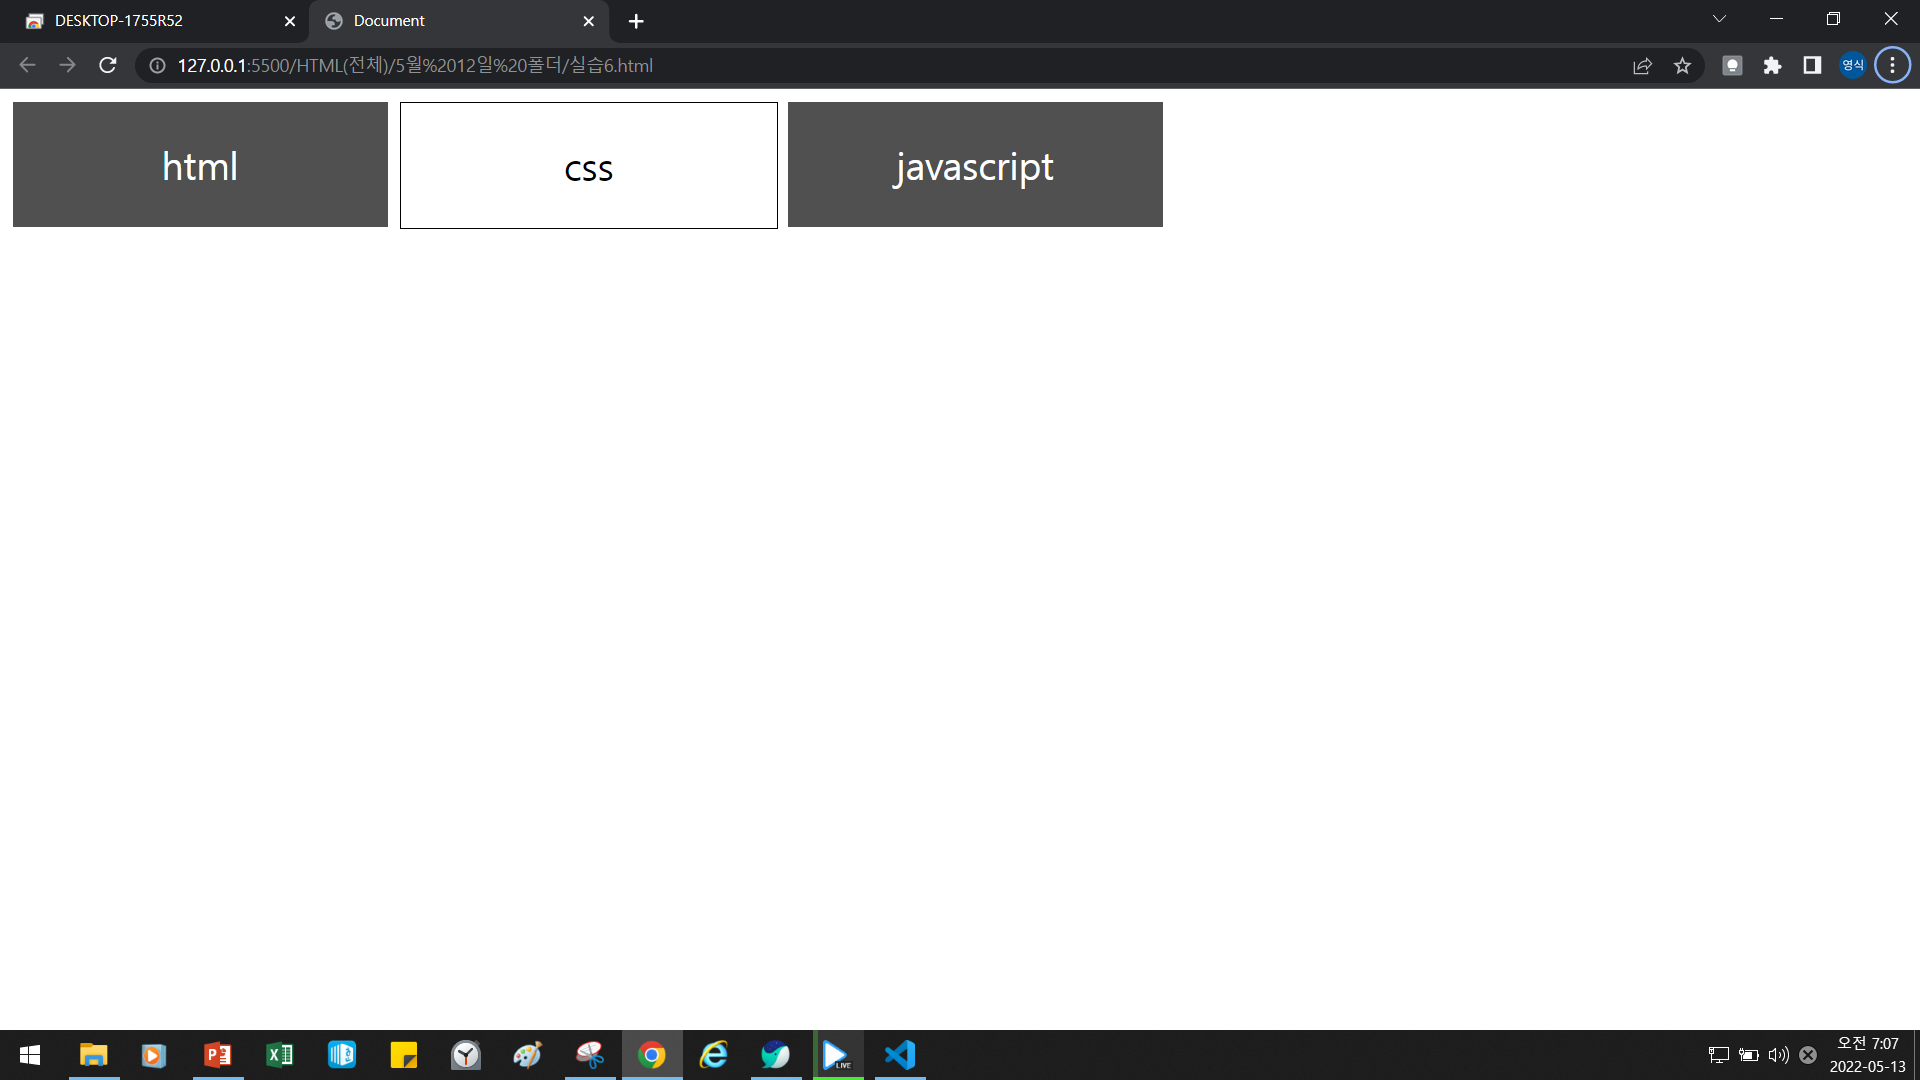 DESKTOP-1755R52
Document
127.0.0.1:5500/HTML(전체)/5월%2012일%20폴더/실습6.html
영식
html
css
javascript
LIVE
오전 7:07
2022-05-13